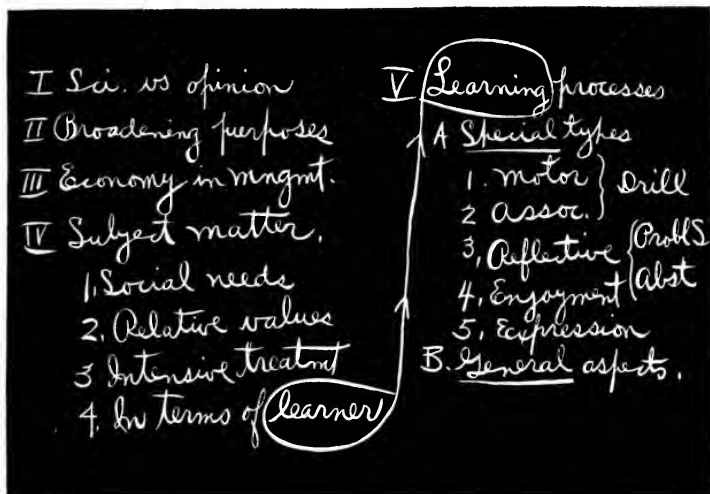 I Sci. vs opinion
II Broadening purposes
III Economy in mngmt.
IV Subject matter.
1. Social needs
2. Relative values
3 Intensive treatmt
4. In terms of learner
V Learning processes
A Special types
1. Motor } Drill
2 Assoc. }
3. Reflective { Probl S
4. Enjoyment { Abst
5. Expression
B. General aspects.